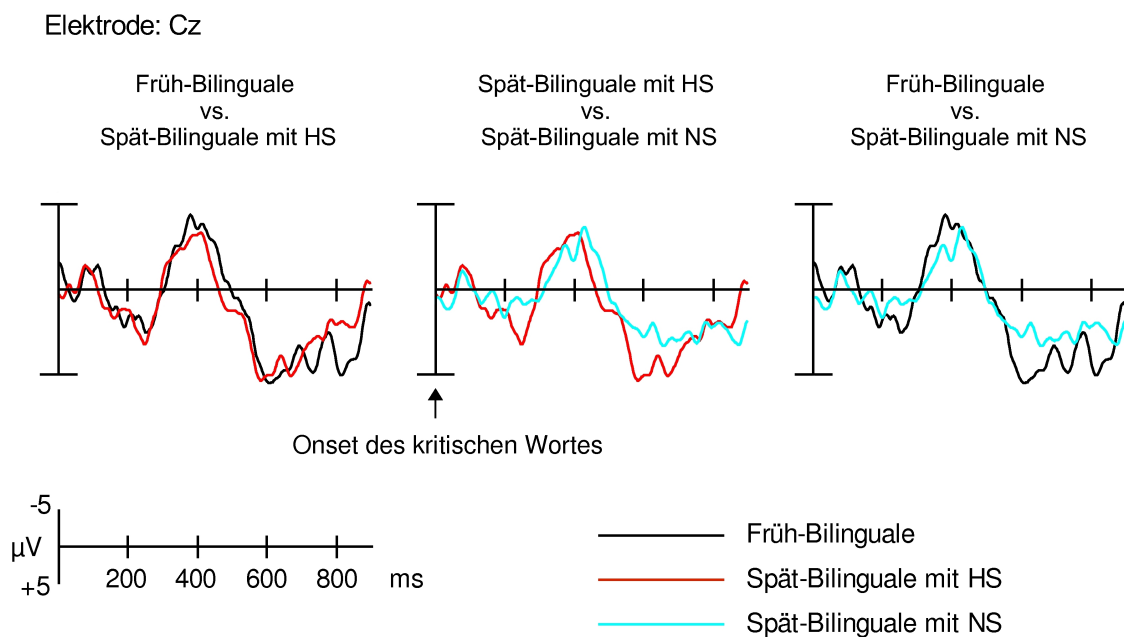 Elektrode: Cz
Früh-Bilinguale
vs.
Spät-Bilinguale mit HS
Spät-Bilinguale mit HS
vs.
Spät-Bilinguale mit NS
Früh-Bilinguale
vs.
Spät-Bilinguale mit NS
Onset des kritischen Wortes
-5
µV
+5
200 400 600 800 ms
Früh-Bilinguale
Spät-Bilinguale mit HS
Spät-Bilinguale mit NS